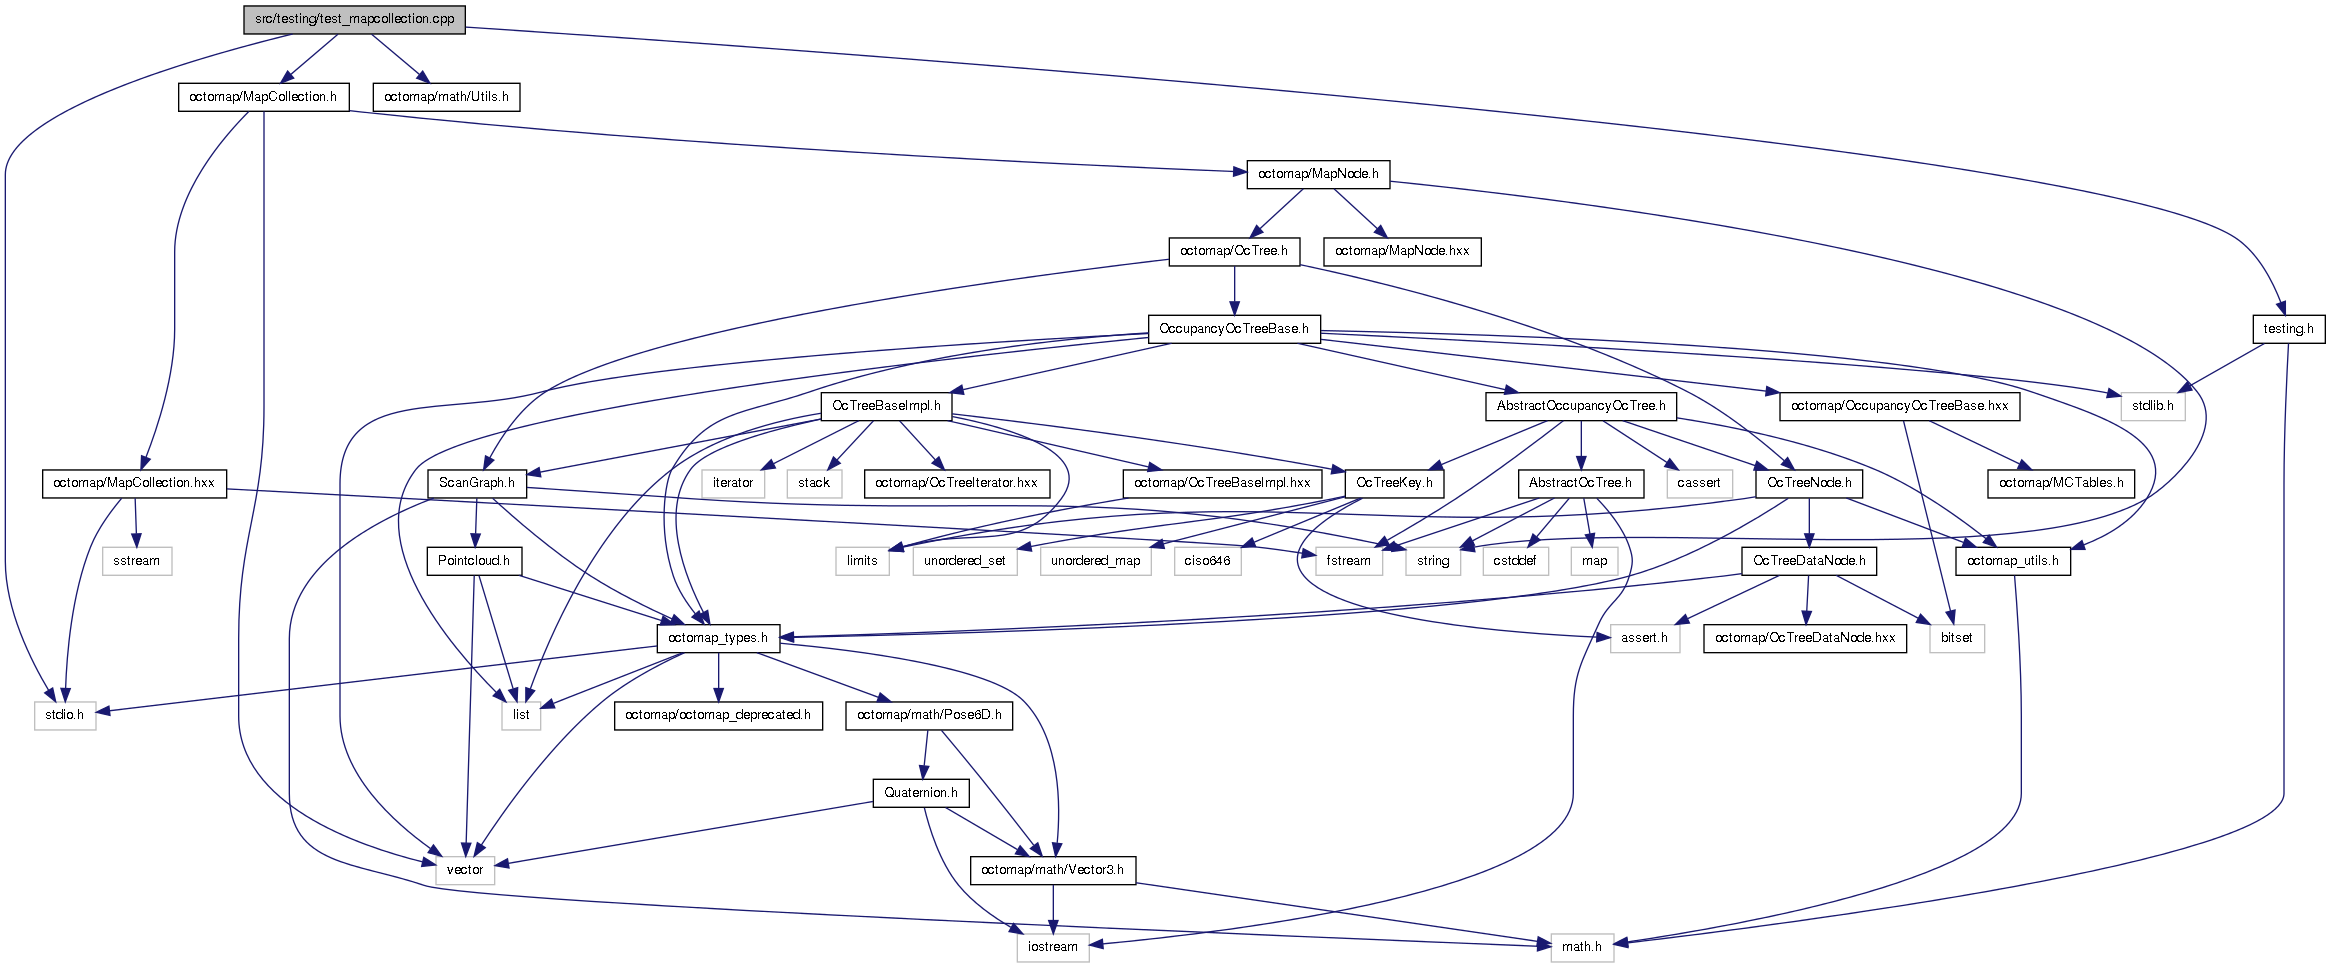 src/testing/test_mapcollection.cpp
octomap/MapCollection.h
octomap/math/Utils.h
octomap/MapNode.h
octomap/OcTree.h
octomap/MapNode.hxx
OccupancyOcTreeBase.h
testing.h
OcTreeBaseImpl.h
AbstractOccupancyOcTree.h
octomap/OccupancyOcTreeBase.hxx
stdlib.h
octomap/MapCollection.hxx
ScanGraph.h
iterator
stack
octomap/OcTreeIterator.hxx
octomap/OcTreeBaseImpl.hxx
OcTreeKey.h
AbstractOcTree.h
cassert
OcTreeNode.h
octomap/MCTables.h
sstream
Pointcloud.h
limits
unordered_set
unordered_map
ciso646
fstream
string
cstddef
map
OcTreeDataNode.h
octomap_utils.h
octomap_types.h
assert.h
octomap/OcTreeDataNode.hxx
bitset
stdio.h
list
octomap/octomap_deprecated.h
octomap/math/Pose6D.h
Quaternion.h
vector
octomap/math/Vector3.h
iostream
math.h